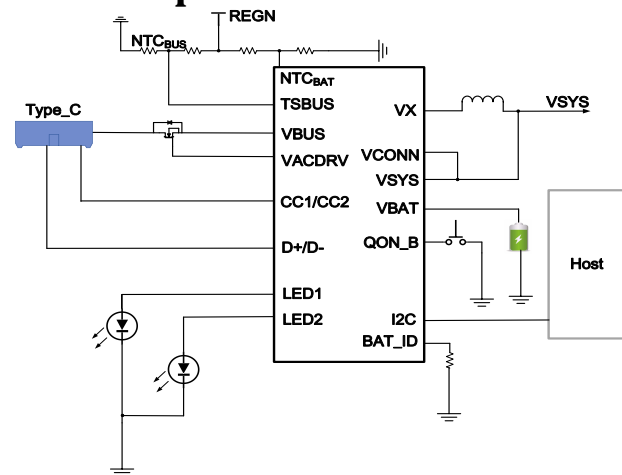 REGN
NTCBUS
NTCBAT
TSBUS
Type_C
VX
VSYS
VBUS
VACDRV
VCONN
VSYS
CC1/CC2
VBAT
QON_B
D+/D-
Host
LED1
LED2
I2C
BAT_ID